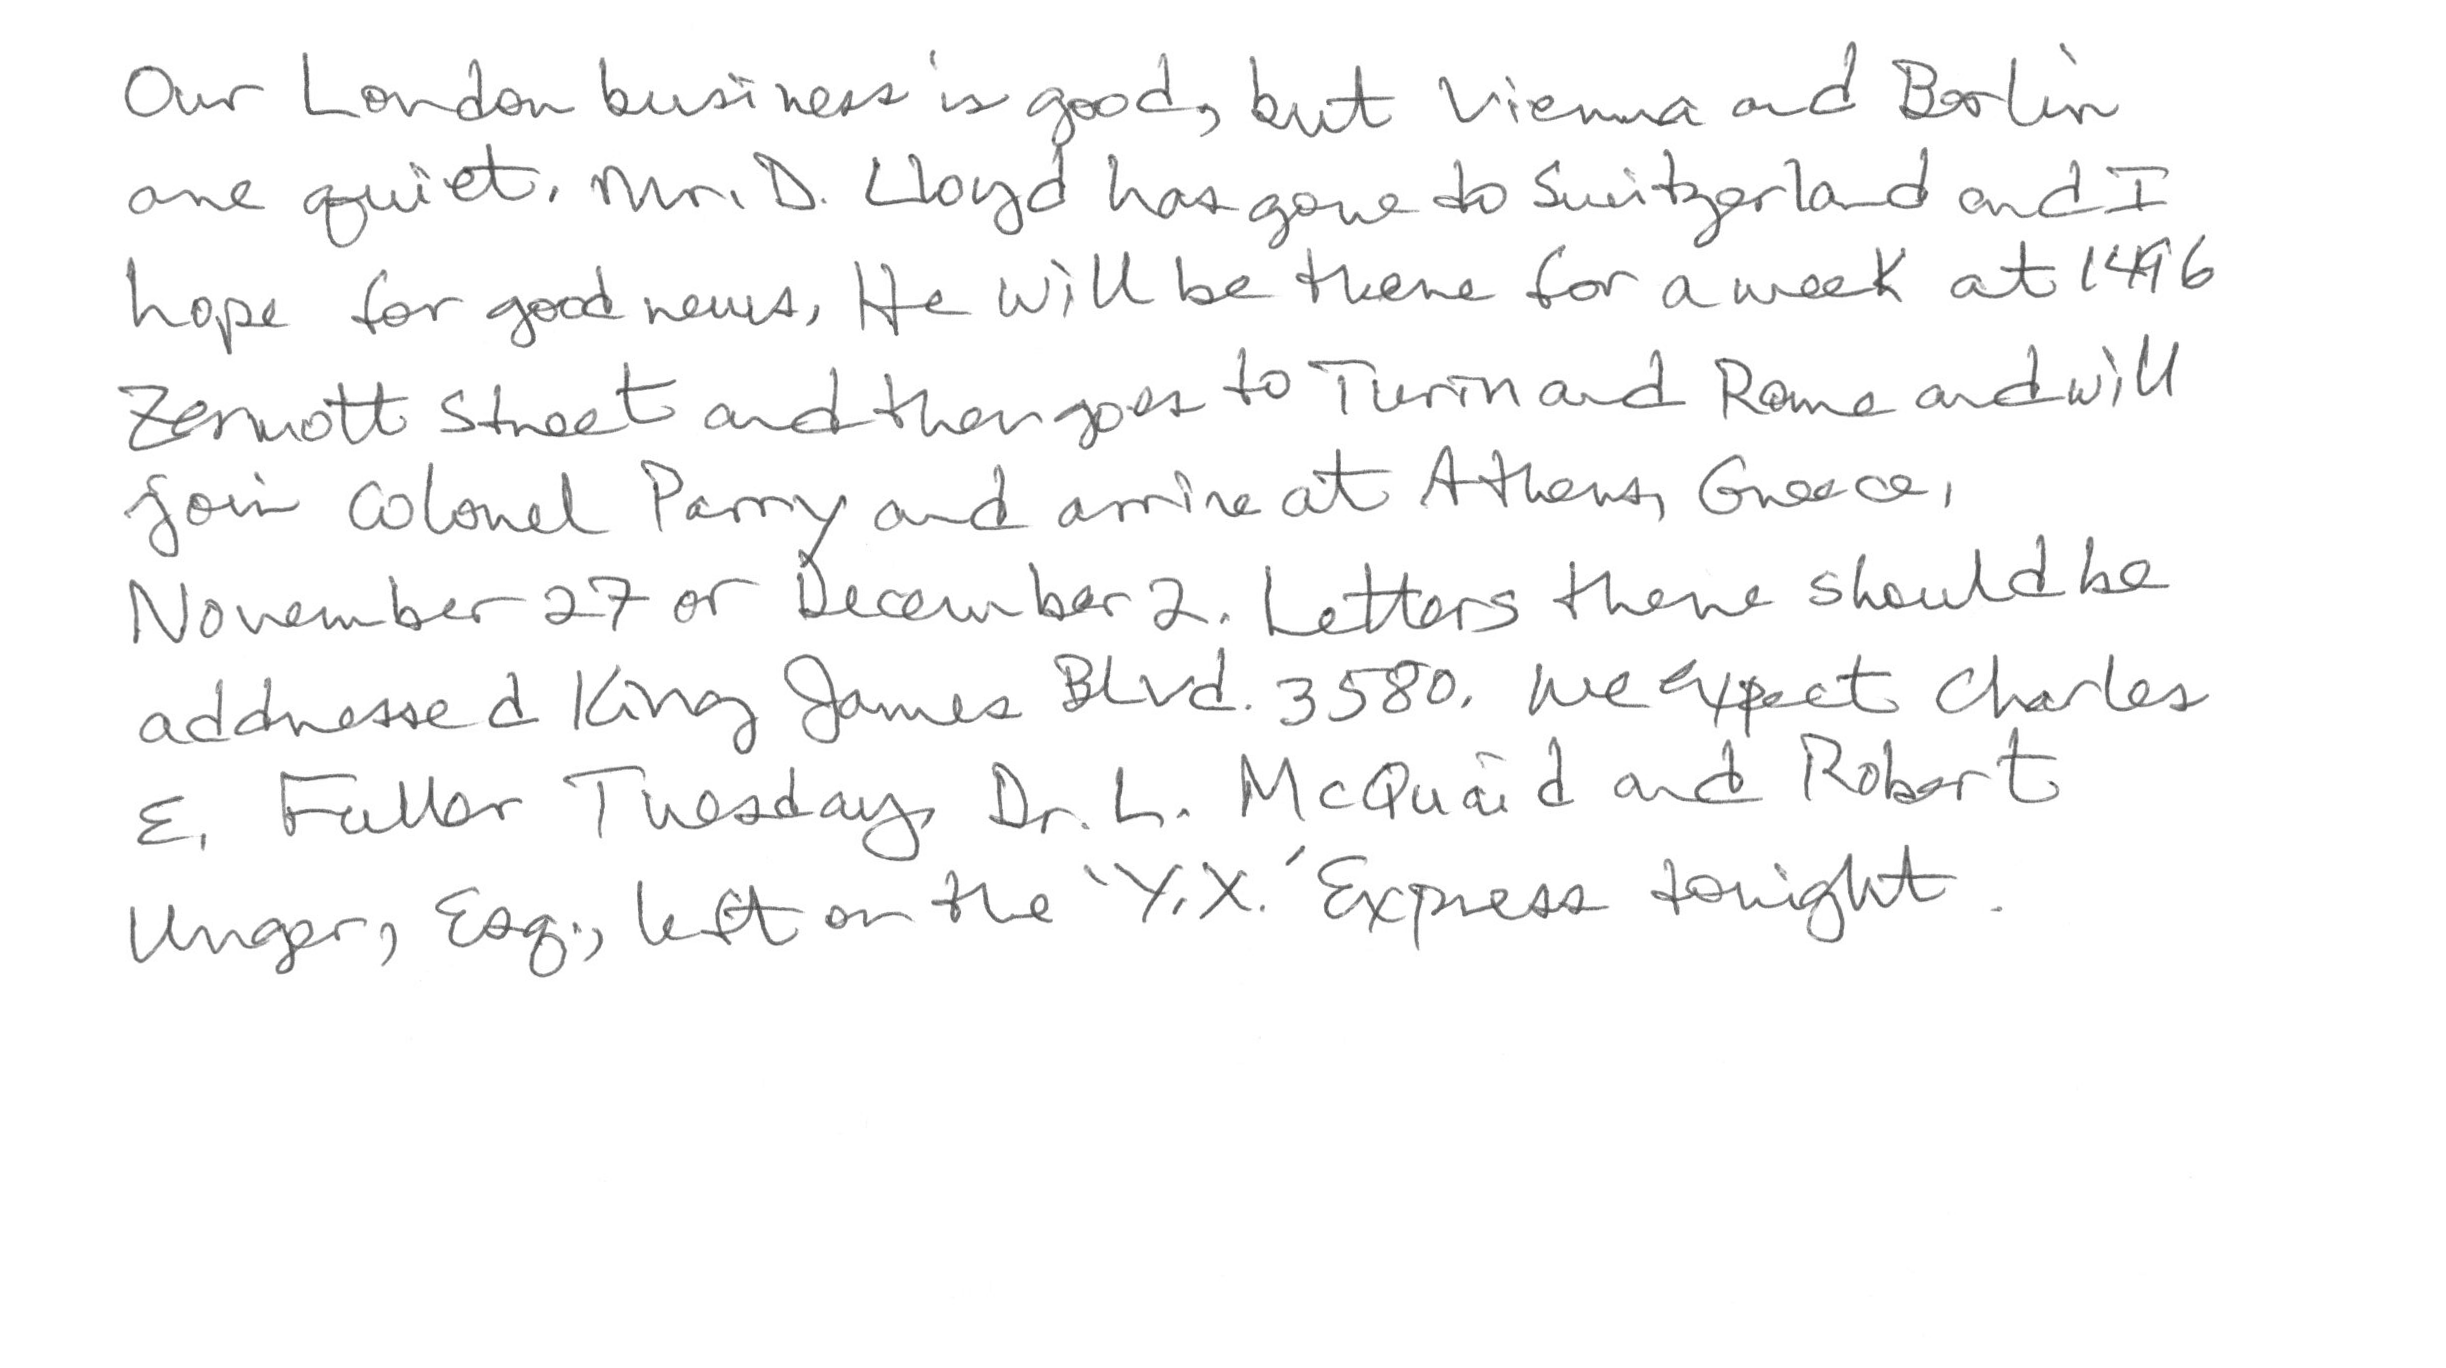 Our London business is good, but Vienna and Berlin
are quiet. Mr. D. Lloyd has gone to Switzerland and I
hope for good news. He will be there for a week at 1496
Zermott Street and then goes to Turin and Rome and will
join Colonel Parry and arrive at Athens, Greece,
November 27 or December 2. Letters there should be
addressed King James Blvd. 3580. We expect Charles
E. Fuller Tuesday. Dr. L. McQuaid and Robert
Unger, Esq., left on the 'Y.X.' Express tonight.